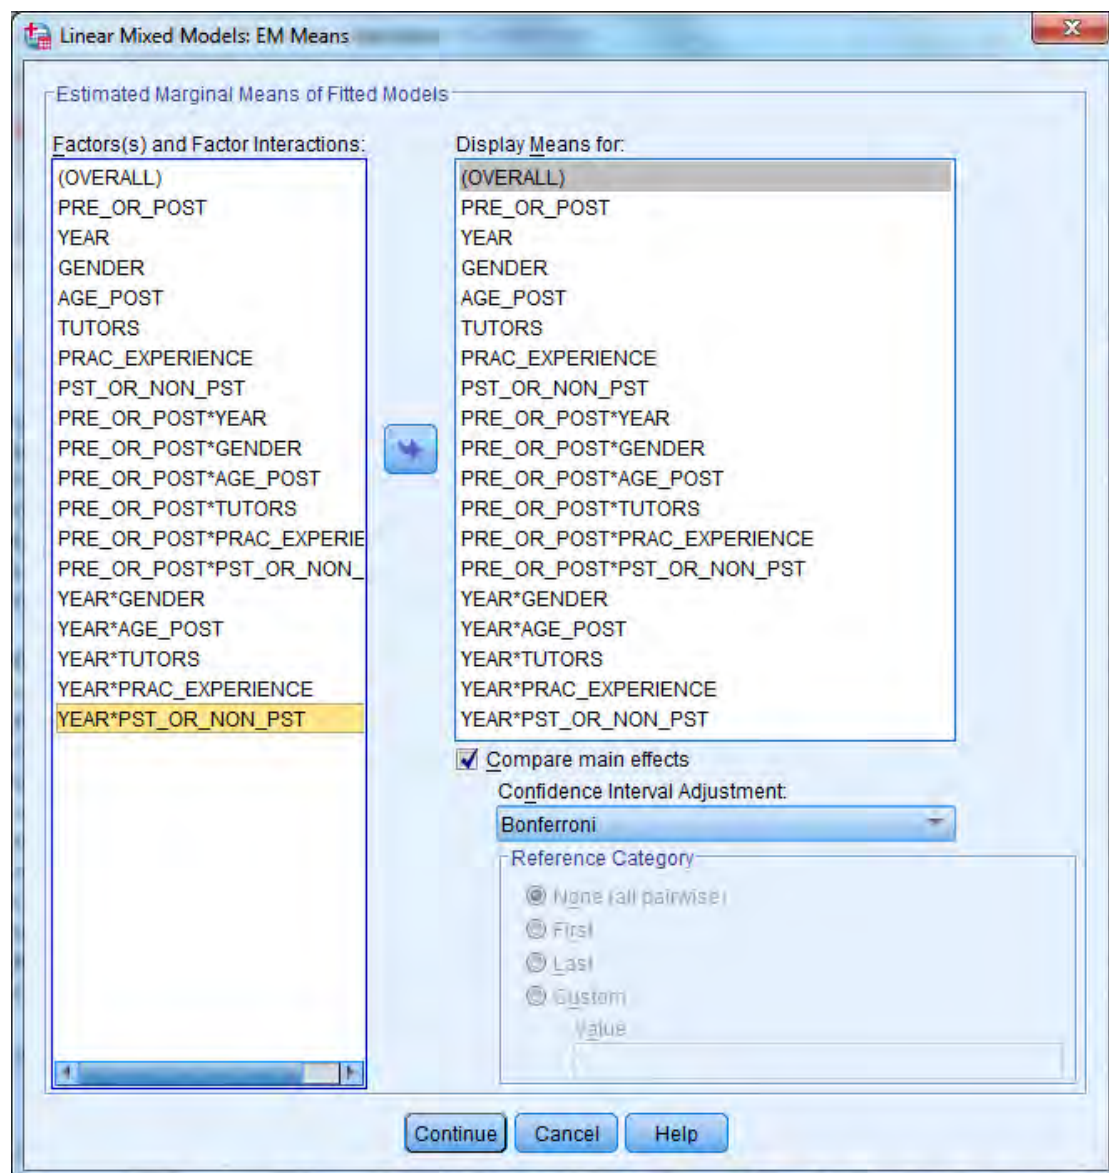 Linear Mixed Models: EM Means
Estimated Marginal Means of Fitted Models
Factors(s) and Factor Interactions:
(OVERALL)
PRE_OR_POST
YEAR
GENDER
AGE_POST
TUTORS
PRAC_EXPERIENCE
PST_OR_NON_PST
PRE_OR_POST*YEAR
PRE_OR_POST*GENDER
PRE_OR_POST*AGE_POST
PRE_OR_POST*TUTORS
PRE_OR_POST*PRAC_EXPERIE
PRE_OR_POST*PST_OR_NON_
YEAR*GENDER
YEAR*AGE_POST
YEAR*TUTORS
YEAR*PRAC_EXPERIENCE
YEAR*PST_OR_NON_PST
Display Means for:
(OVERALL)
PRE_OR_POST
YEAR
GENDER
AGE_POST
TUTORS
PRAC_EXPERIENCE
PST_OR_NON_PST
PRE_OR_POST*YEAR
PRE_OR_POST*GENDER
PRE_OR_POST*AGE_POST
PRE_OR_POST*TUTORS
PRE_OR_POST*PRAC_EXPERIENCE
PRE_OR_POST*PST_OR_NON_PST
YEAR*GENDER
YEAR*AGE_POST
YEAR*TUTORS
YEAR*PRAC_EXPERIENCE
YEAR*PST_OR_NON_PST
Compare main effects
Confidence Interval Adjustment:
Bonferroni
Reference Category
None (all pairwise)
First
Last
Custom
Value
Continue
Cancel
Help